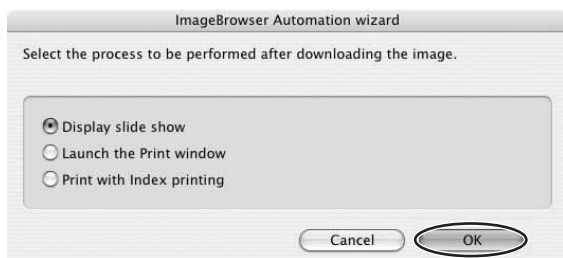 ImageBrowser Automation wizard
Select the process to be performed after downloading the image.
Display slide show
Launch the Print window
Print with Index printing
Cancel OK